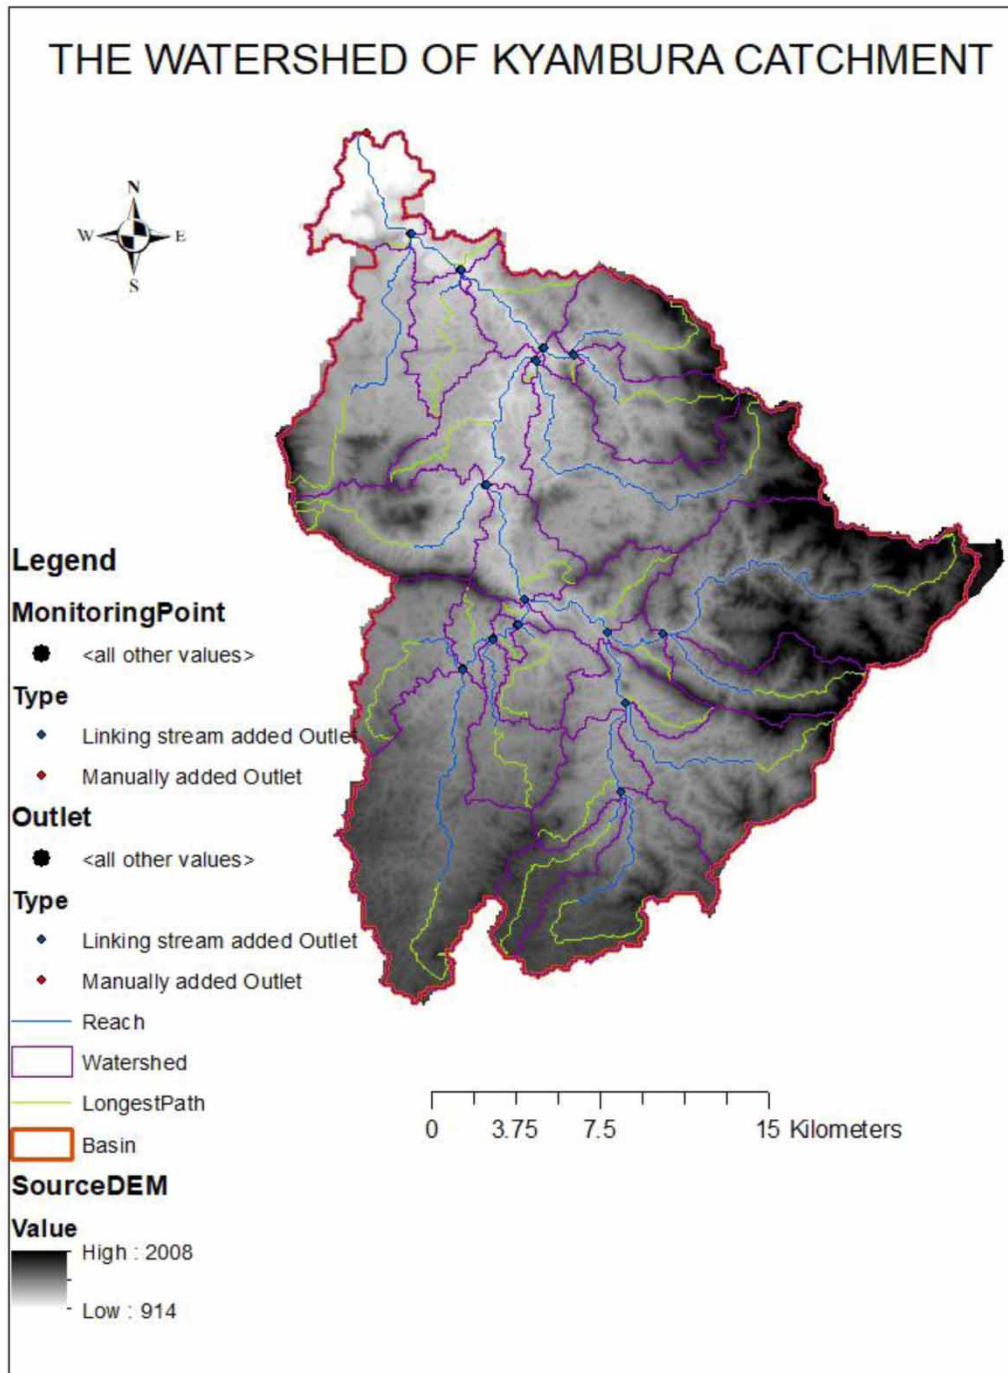 THE WATERSHED OF KYAMBURA CATCHMENT
N
W E
S
Legend
MonitoringPoint
<all other values>
Type
Linking stream added Outlet
Manually added Outlet
Outlet
<all other values>
Type
Linking stream added Outlet
Manually added Outlet
Reach
Watershed
LongestPath
Basin
SourceDEM
Value
High : 2008
Low : 914
0 3.75 7.5 15 Kilometers